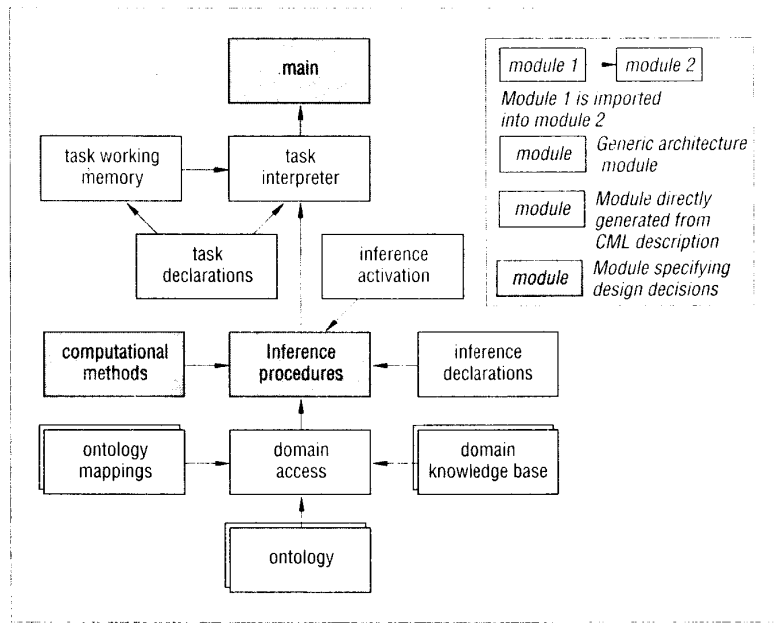 main
task working
memory
task
interpreter
task
declarations
inference
activation
computational
methods
Inference
procedures
inference
declarations
ontology
mappings
domain
access
domain
knowledge base
ontology
module 1
module 2
Module 1 is imported
into module 2
module
Generic architecture
module
module
Module directly
generated from
CML description
module
Module specifying
design decisions